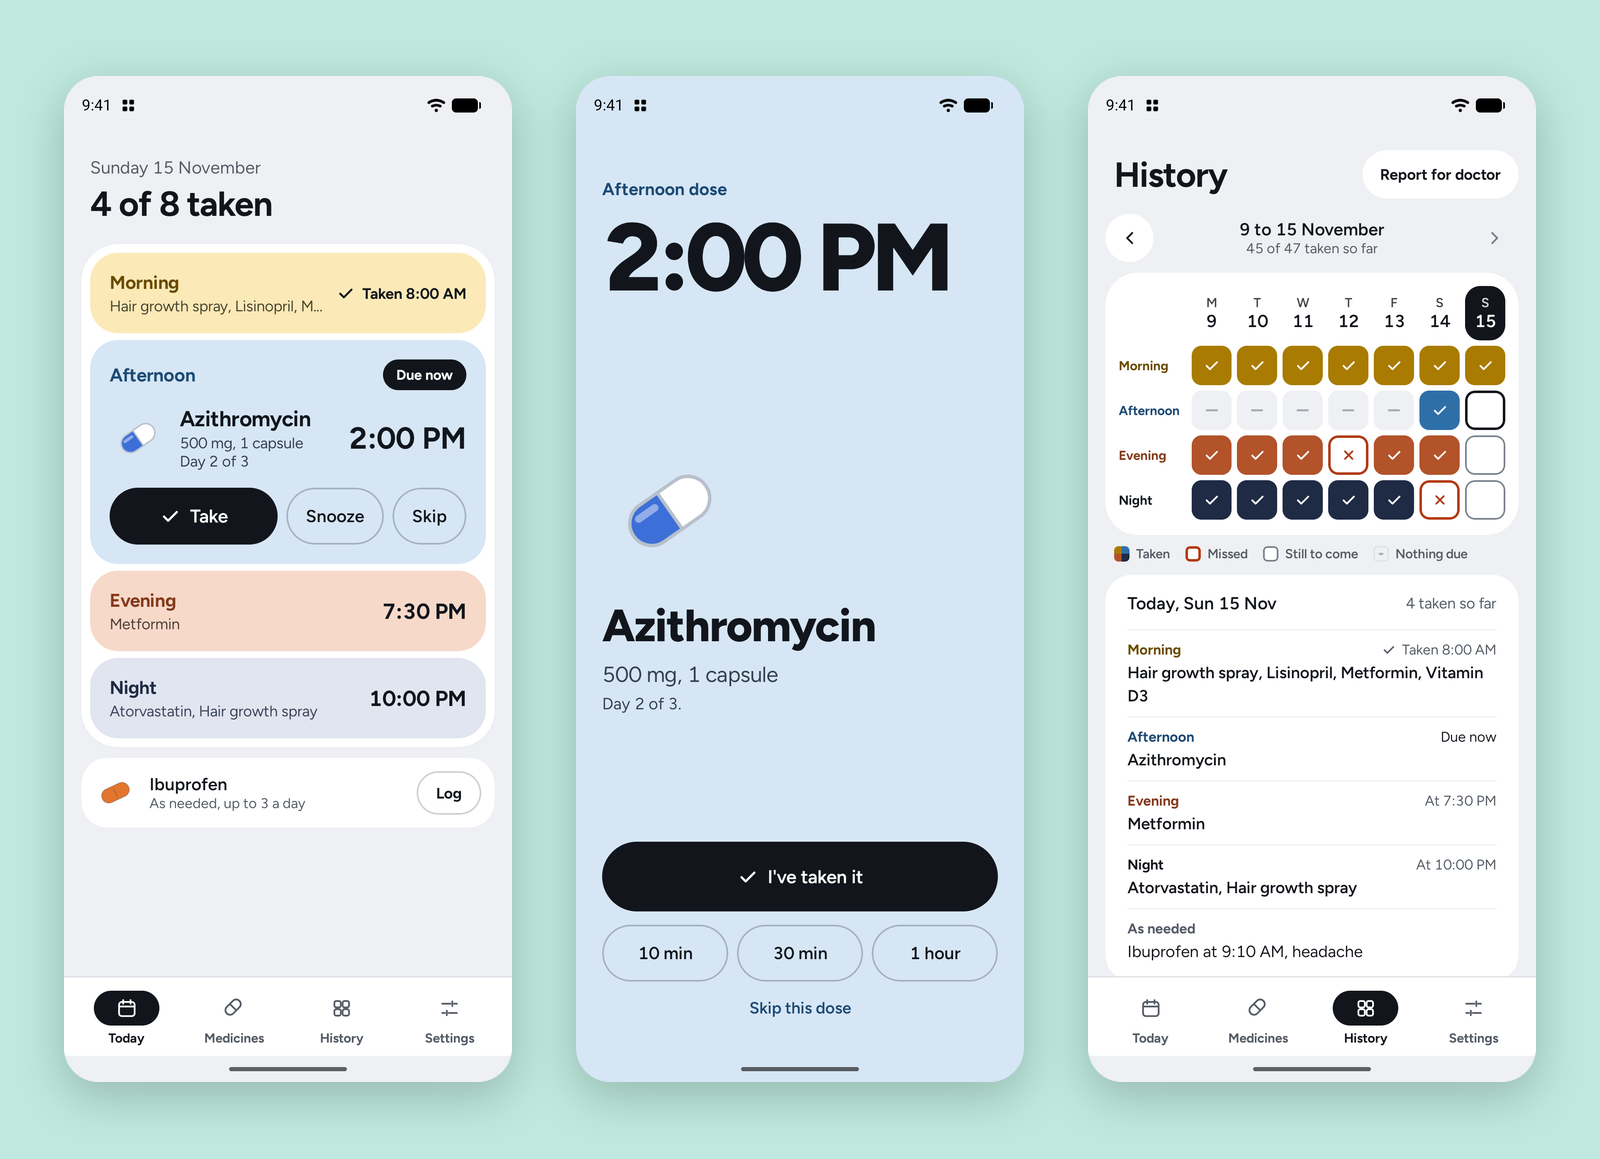 9:41
Sunday 15 November
4 of 8 taken
Morning
Hair growth spray, Lisinopril, M...
Taken 8:00 AM
Afternoon
Due now
Azithromycin
500 mg, 1 capsule
Day 2 of 3
2:00 PM
Take
Snooze
Skip
Evening
Metformin
7:30 PM
Night
Atorvastatin, Hair growth spray
10:00 PM
Ibuprofen
As needed, up to 3 a day
Log
Today
Medicines
History
Settings
9:41
Afternoon dose
2:00 PM
Azithromycin
500 mg, 1 capsule
Day 2 of 3.
I've taken it
10 min
30 min
1 hour
Skip this dose
9:41
History
Report for doctor
9 to 15 November
45 of 47 taken so far
M T W T F S S
9 10 11 12 13 14 15
Morning
Afternoon
Evening
Night
Taken
Missed
Still to come
Nothing due
Today, Sun 15 Nov
4 taken so far
Morning
Taken 8:00 AM
Hair growth spray, Lisinopril, Metformin, Vitamin
D3
Afternoon
Due now
Azithromycin
Evening
At 7:30 PM
Metformin
Night
At 10:00 PM
Atorvastatin, Hair growth spray
As needed
Ibuprofen at 9:10 AM, headache
Today
Medicines
History
Settings